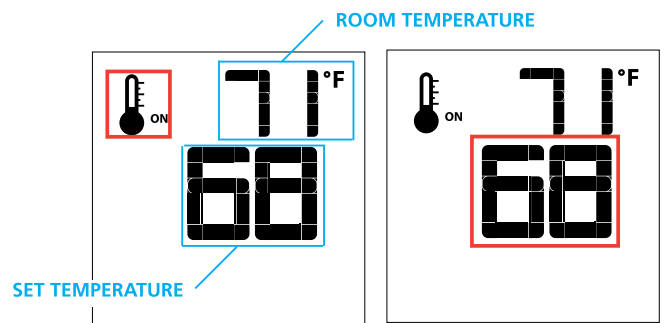 ROOM TEMPERATURE
71°F
ON
68
SET TEMPERATURE
71°F
ON
68